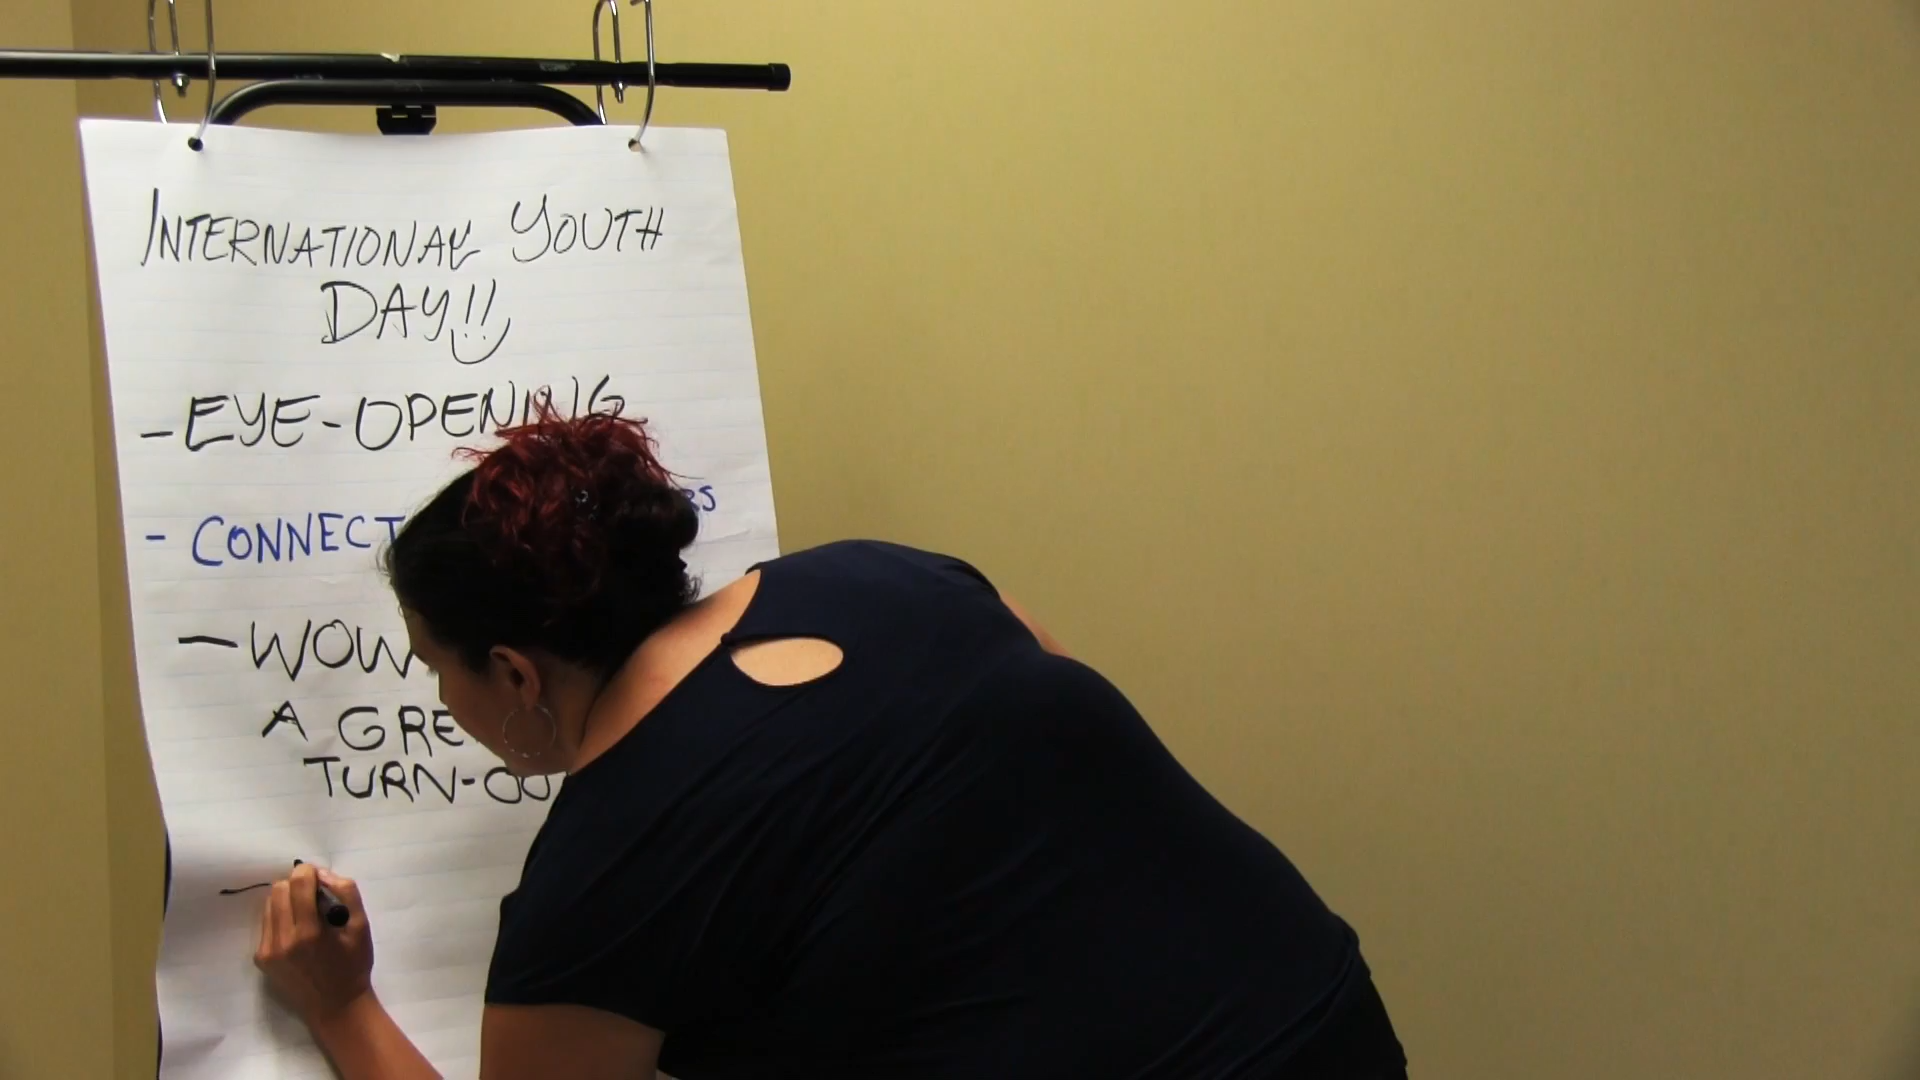 INTERNATIONAL YOUTH
DAY!!
- EYE-OPENING
- CONNECT
- WOW
A GRE
TURN-OU